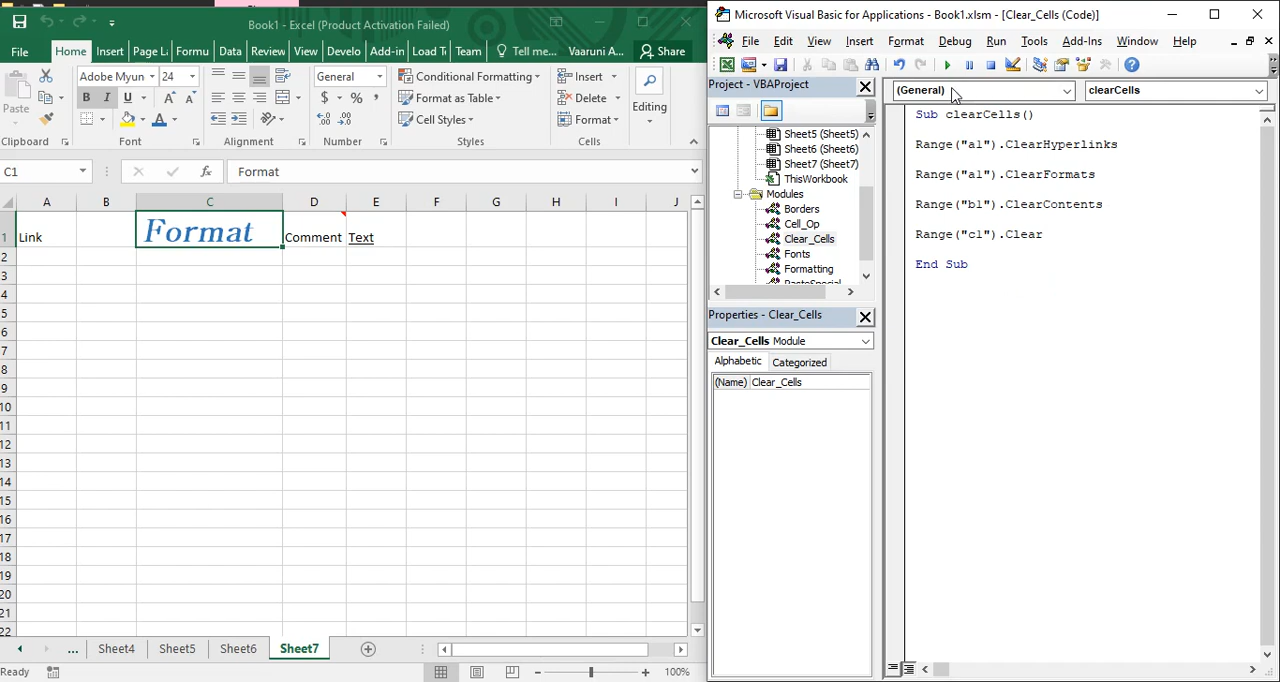 Book1 - Excel (Product Activation Failed)
File Home Insert Page L Formu Data Review View Develo Add-in Load T Team Tell me... Vaaruni A... Share
Paste
Adobe Myun 24
B I U A A A
General
$ % ,
Conditional Formatting
Format as Table
Cell Styles
Insert
Delete
Format
Editing
Clipboard Font Alignment Number Styles Cells
C1 fx Format
A B C D E F G H I J
1 Link Format Comment Text
2
3
4
5
6
7
8
9
10
11
12
13
14
15
16
17
18
19
20
21
22
... Sheet4 Sheet5 Sheet6 Sheet7
Ready 100%
Microsoft Visual Basic for Applications - Book1.xlsm - [Clear_Cells (Code)]
File Edit View Insert Format Debug Run Tools Add-Ins Window Help
Project - VBAProject
Sheet5 (Sheet5)
Sheet6 (Sheet6)
Sheet7 (Sheet7)
ThisWorkbook
Modules
Borders
Cell_Op
Clear_Cells
Fonts
Formatting
PasteSpecial
Properties - Clear_Cells
Clear_Cells Module
Alphabetic Categorized
(Name) Clear_Cells
(General) clearCells
Sub clearCells()
Range("a1").ClearHyperlinks
Range("a1").ClearFormats
Range("b1").ClearContents
Range("c1").Clear
End Sub